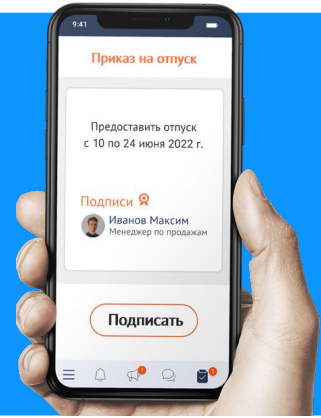 9:41
Приказ на отпуск
Предоставить отпуск
с 10 по 24 июня 2022 г.
Подписи
Иванов Максим
Менеджер по продажам
Подписать